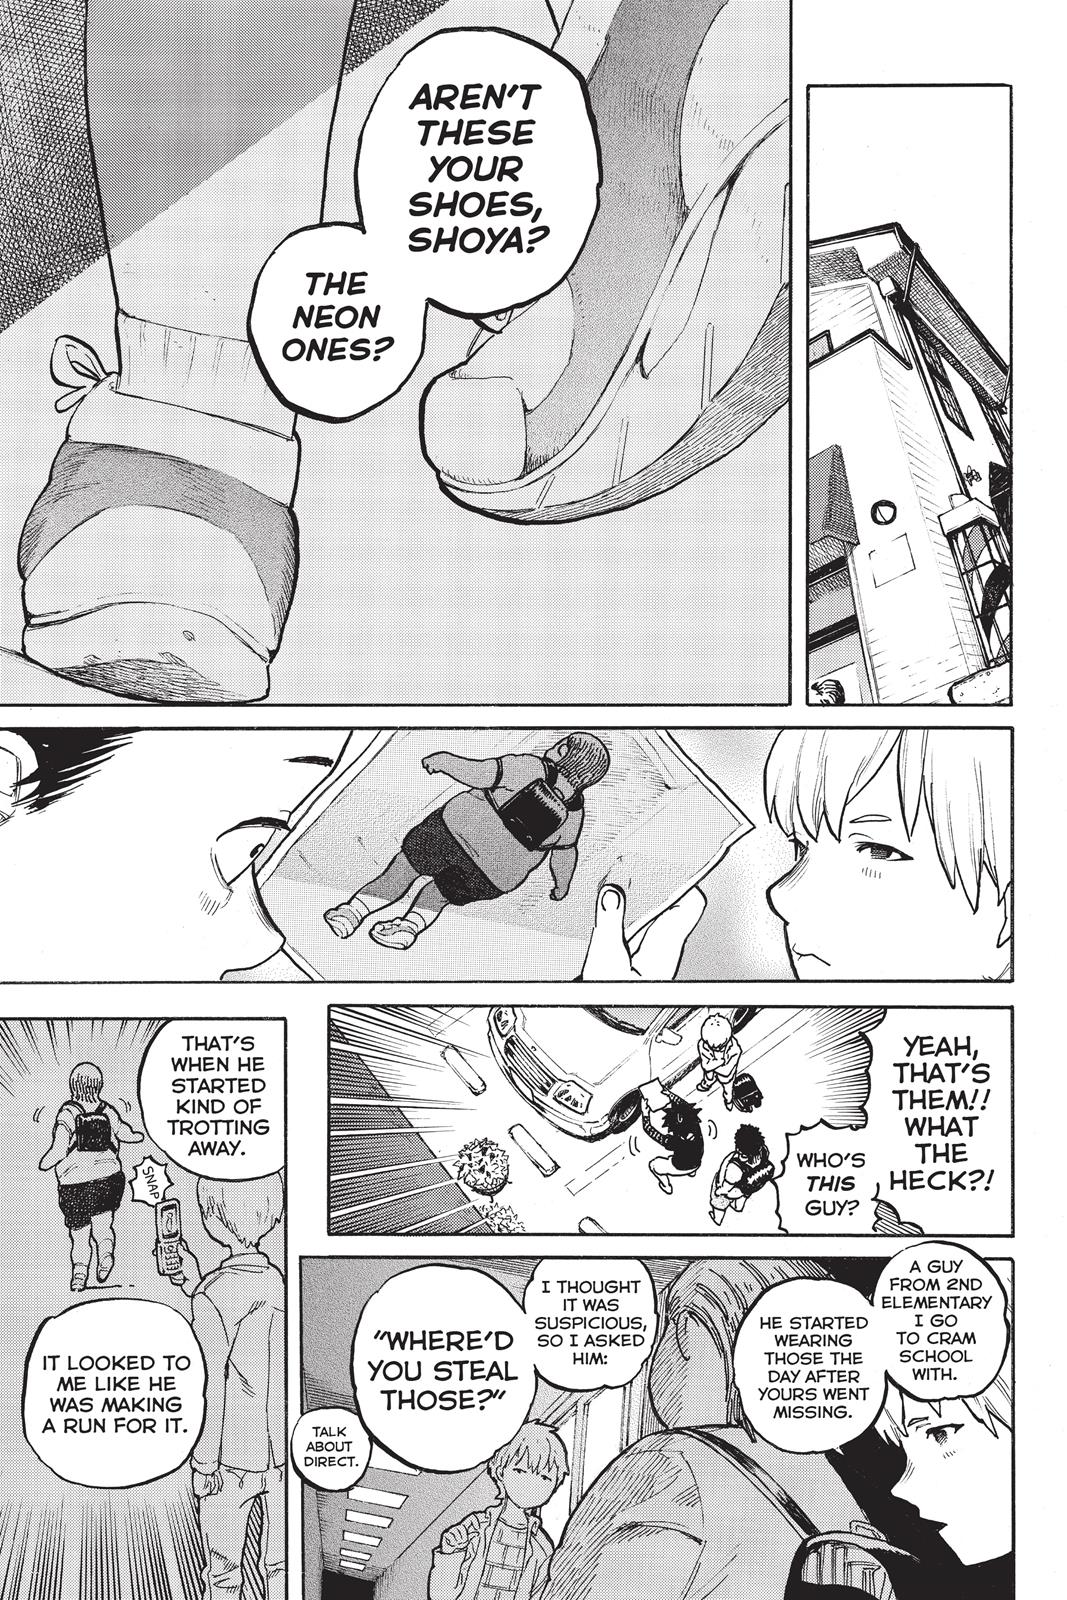 AREN'T
THESE
YOUR
SHOES,
SHOYA?
THE
NEON
ONES?
YEAH,
THAT'S
THEM!!
WHAT
THE
HECK?!
WHO'S
THIS
GUY?
A GUY
FROM 2ND
ELEMENTARY
I GO
TO CRAM
SCHOOL
WITH.
HE STARTED
WEARING
THOSE THE
DAY AFTER
YOURS WENT
MISSING.
I THOUGHT
IT WAS
SUSPICIOUS,
SO I ASKED
HIM:
"WHERE'D
YOU STEAL
THOSE?"
TALK
ABOUT
DIRECT.
THAT'S
WHEN HE
STARTED
KIND OF
TROTTING
AWAY.
SNAP
IT LOOKED TO
ME LIKE HE
WAS MAKING
A RUN FOR IT.